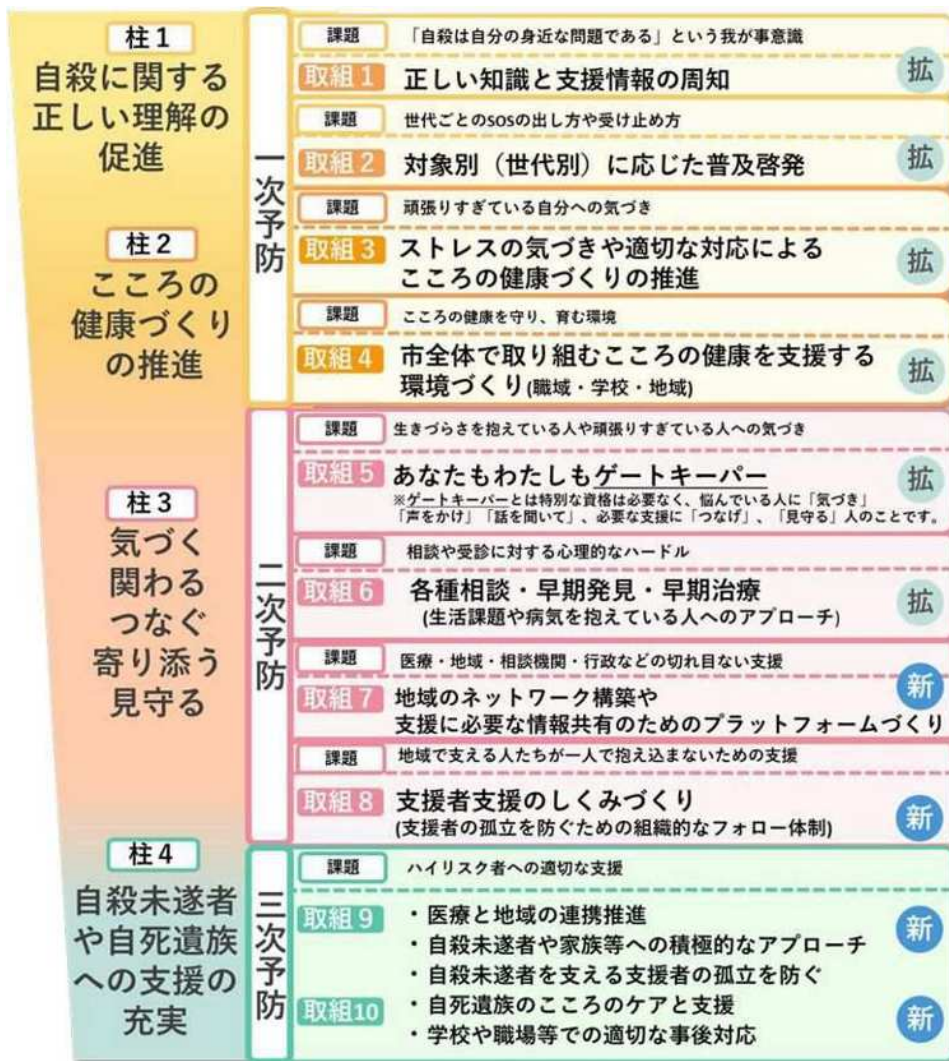 柱1
自殺に関する
正しい理解の
促進
柱2
こころの
健康づくり
の推進
柱3
気づく
関わる
つなぐ
寄り添う
見守る
柱4
自殺未遂者
や自死遺族
への支援の
充実
一次予防
課題 「自殺は自分の身近な問題である」という我が事意識
取組1 正しい知識と支援情報の周知 拡
課題 世代ごとのSOSの出し方や受け止め方
取組2 対象別（世代別）に応じた普及啓発 拡
課題 頑張りすぎている自分への気づき
取組3 ストレスの気づきや適切な対応による
こころの健康づくりの推進 拡
課題 こころの健康を守り、育む環境
取組4 市全体で取り組むこころの健康を支援する
環境づくり(職域・学校・地域) 拡
二次予防
課題 生きづらさを抱えている人や頑張りすぎている人への気づき
取組5 あなたもわたしもゲートキーパー 拡
※ゲートキーパーとは特別な資格は必要なく、悩んでいる人に「気づき」
「声をかけ」「話を聞いて」、必要な支援に「つなげ」、「見守る」人のことです。
課題 相談や受診に対する心理的なハードル
取組6 各種相談・早期発見・早期治療
(生活課題や病気を抱えている人へのアプローチ) 拡
課題 医療・地域・相談機関・行政などの切れ目ない支援
取組7 地域のネットワーク構築や 新
支援に必要な情報共有のためのプラットフォームづくり
課題 地域で支える人たちが一人で抱え込まないための支援
取組8 支援者支援のしくみづくり
(支援者の孤立を防ぐための組織的なフォロー体制) 新
三次予防
課題 ハイリスク者への適切な支援
取組9 ・医療と地域の連携推進 新
・自殺未遂者や家族等への積極的なアプローチ
・自殺未遂者を支える支援者の孤立を防ぐ
取組10 ・自死遺族のこころのケアと支援 新
・学校や職場等での適切な事後対応